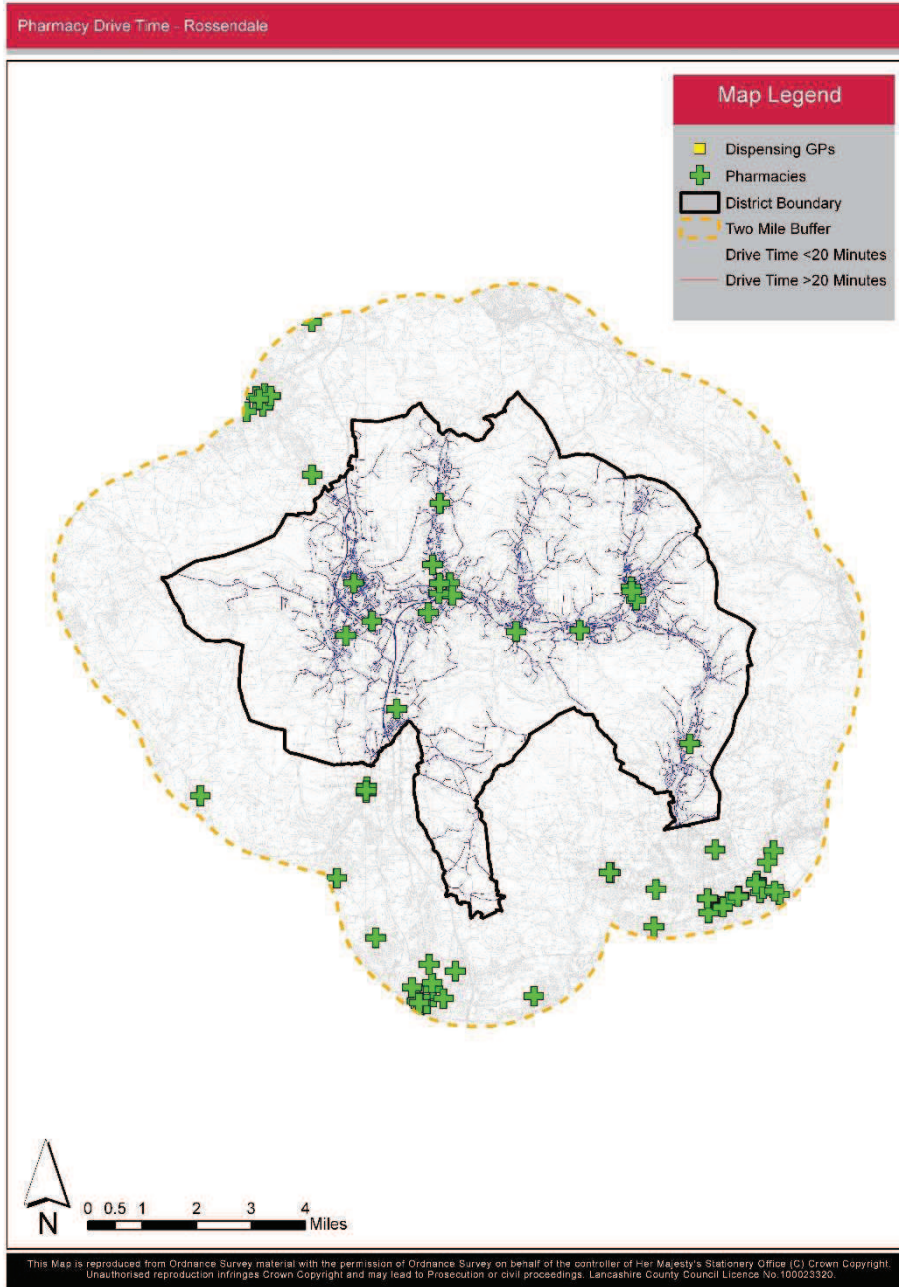 Pharmacy Drive Time - Rossendale
Map Legend
Dispensing GPs
Pharmacies
District Boundary
Two Mile Buffer
Drive Time <20 Minutes
Drive Time >20 Minutes
N
0 0.5 1 2 3 4
Miles
This Map is reproduced from Ordnance Survey material with the permission of Ordnance Survey on behalf of the controller of Her Majesty's Stationery Office (C) Crown Copyright.
Unauthorised reproduction infringes Crown Copyright and may lead to Prosecution or civil proceedings. Lancashire County Council Licence No.100023320.